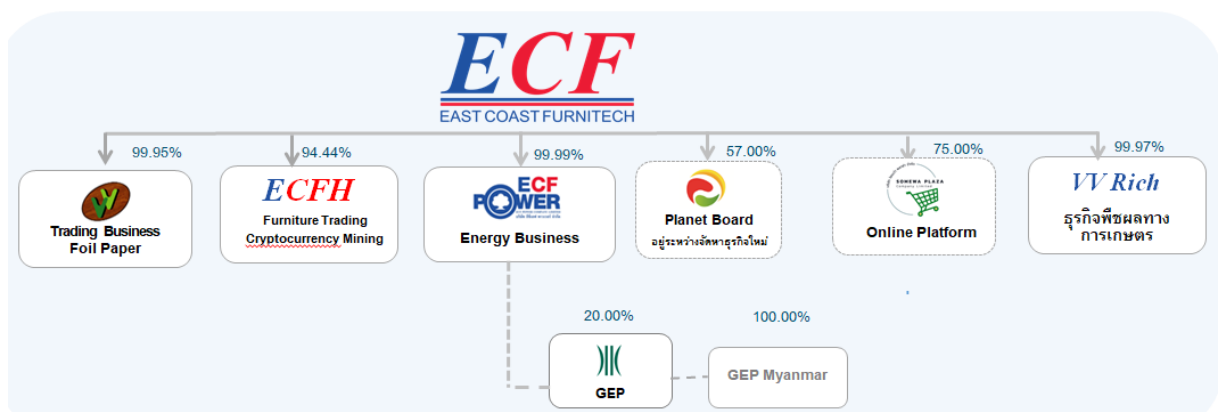 ECF
EAST COAST FURNITECH
99.95%
94.44%
99.99%
57.00%
75.00%
99.97%
Trading Business
Foil Paper
ECFH
Furniture Trading
Cryptocurrency Mining
ECF
POWER
Energy Business
Planet Board
อยู่ระหว่างจัดหาธุรกิจใหม่
SONEWA PLAZA
Company Limited
Online Platform
VV Rich
ธุรกิจพืชผลทาง
การเกษตร
20.00%
100.00%
GEP
GEP Myanmar